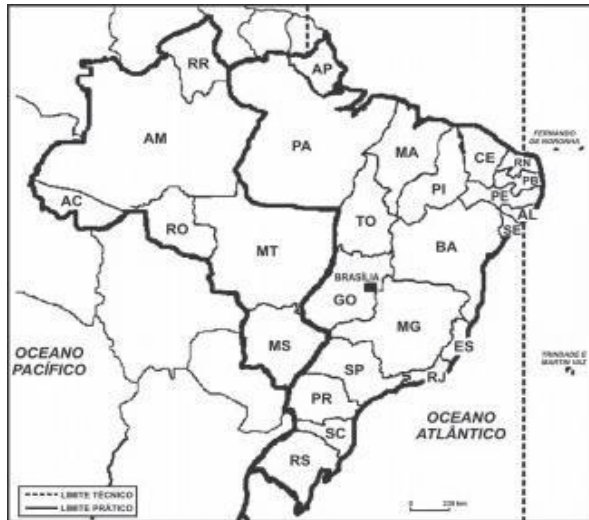 RR
AP
AM
PA
MA
CE
RN
PB
PE
AL
SE
PI
FERNANDO
DE NORONHA
AC
RO
TO
MT
BA
BRASÍLIA
GO
MG
MS
ES
SP
RJ
PR
SC
RS
OCEANO
PACÍFICO
OCEANO
ATLÂNTICO
TRINDADE E
MARTIN VAZ
LIMITE TÉCNICO
LIMITE PRÁTICO
0